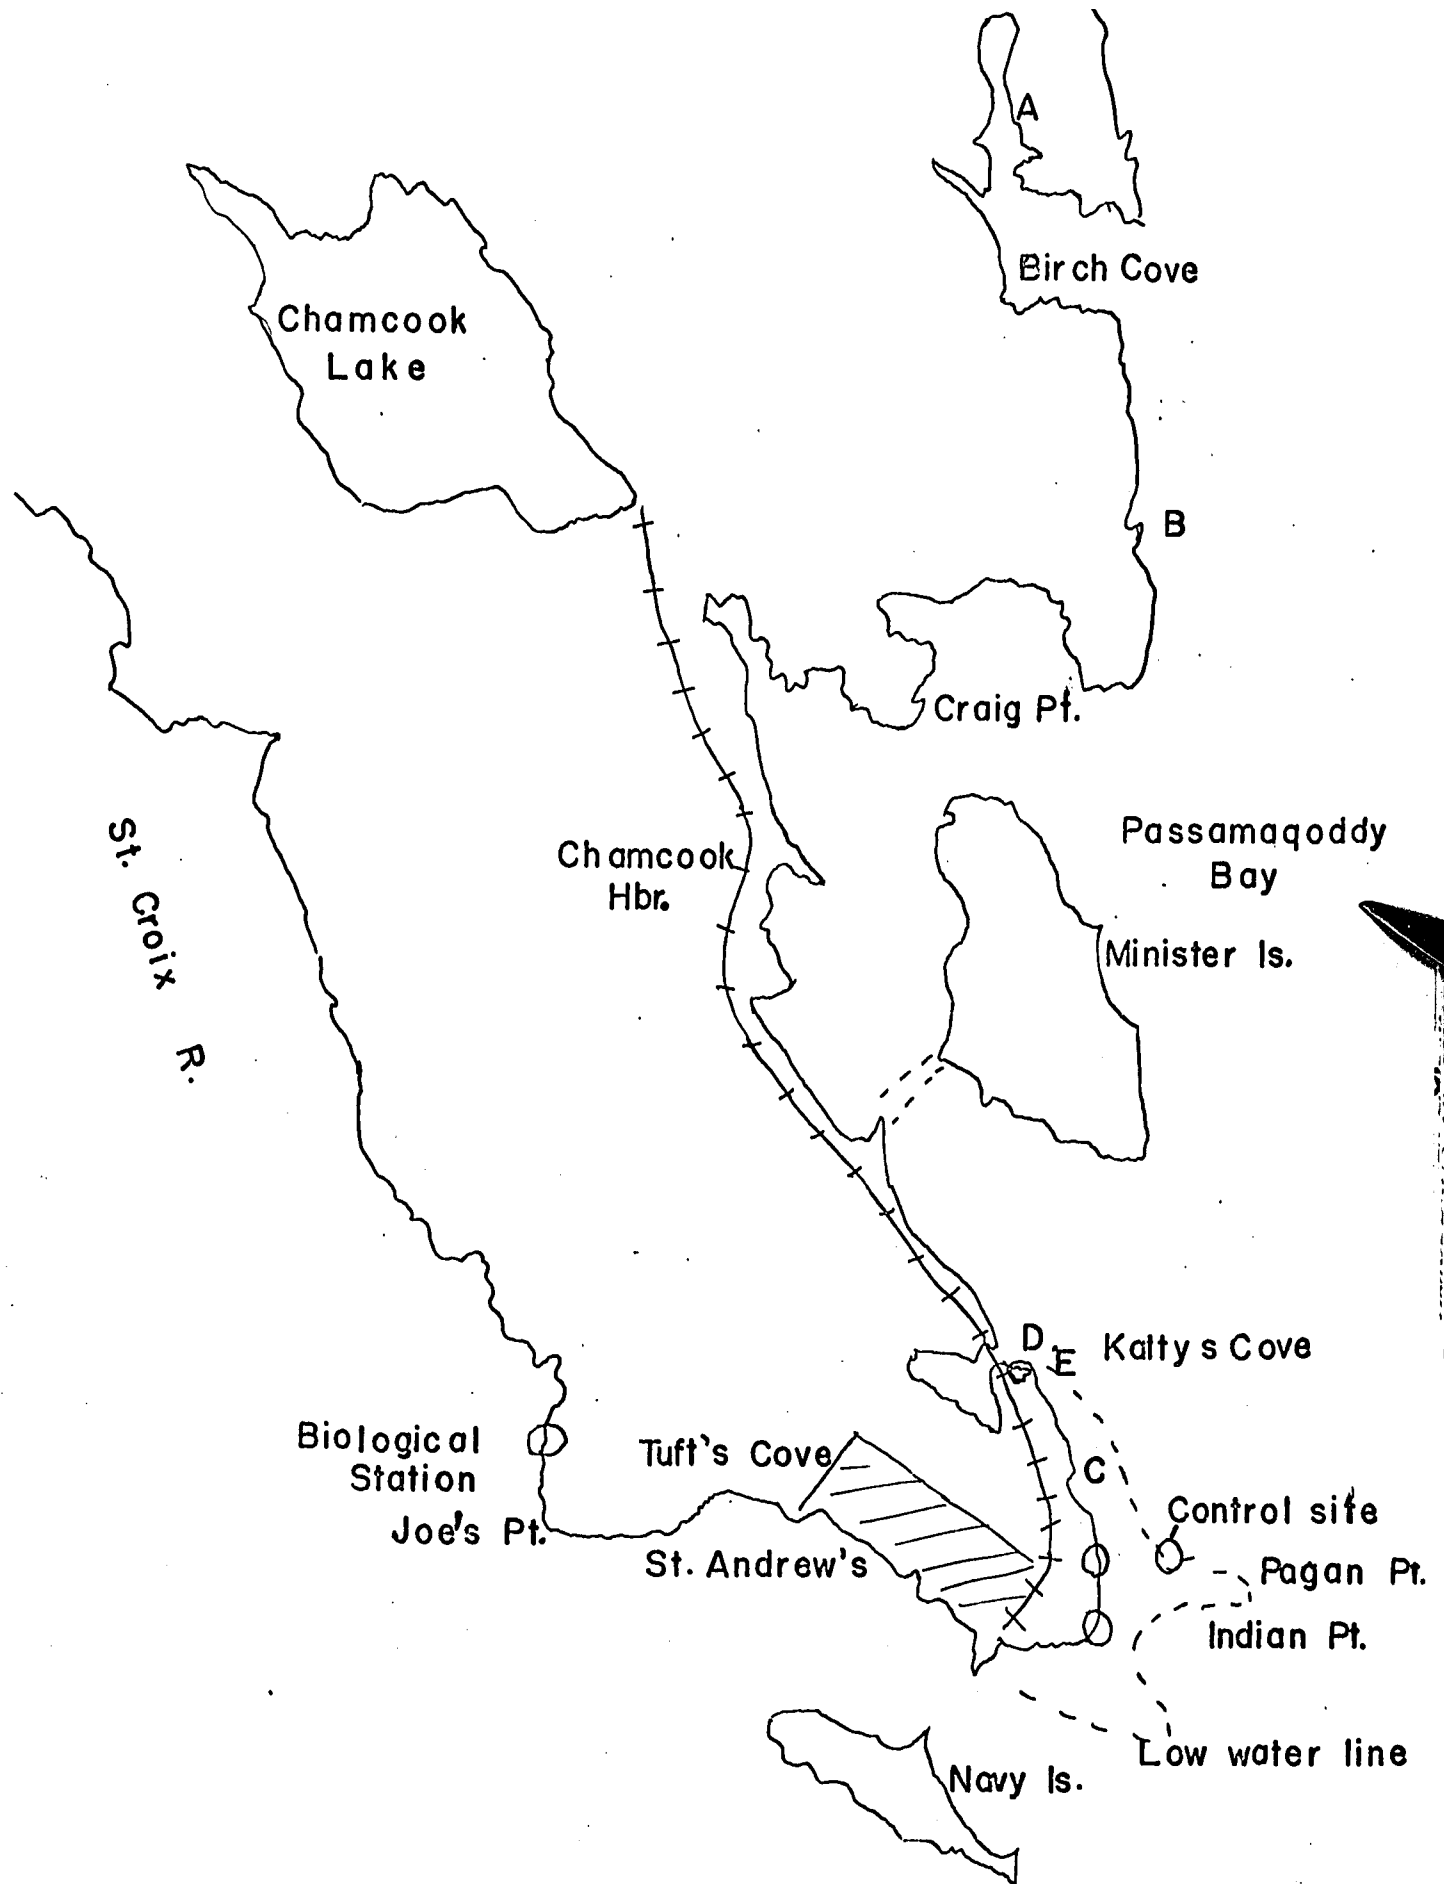 A
Birch Cove
Chamcook
Lake
B
Craig Pt.
St. Croix R.
Passamaqoddy
Bay
Chamcook
Hbr.
Minister Is.
D
E
Kattys Cove
Biological
Station
Tuft's Cove
C
Joe's Pt.
Control site
St. Andrew's
Pagan Pt.
Indian Pt.
Low water line
Navy Is.